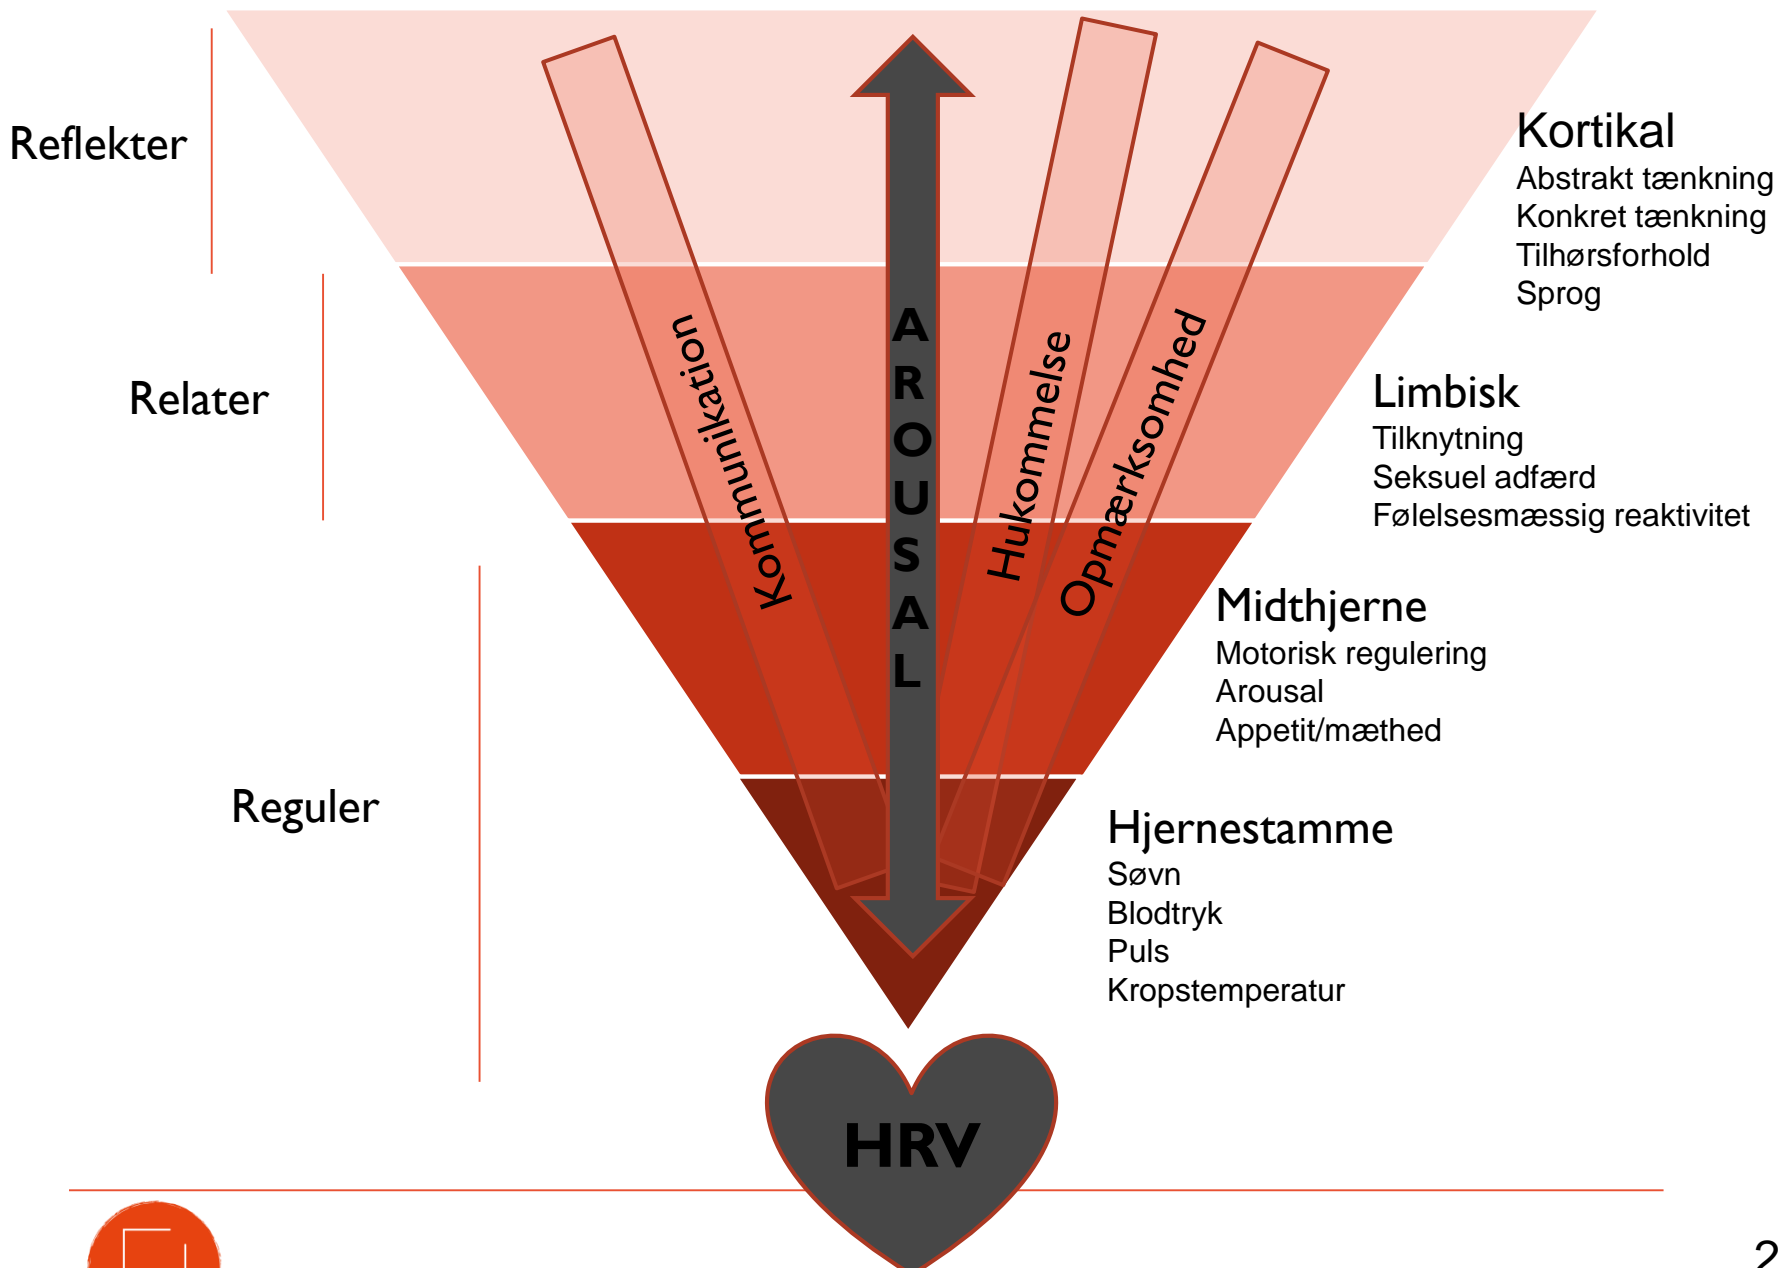 Reflekter
Relater
Reguler
Kommunikation
A
R
O
U
S
A
L
Hukommelse
Opmærksomhed
Kortikal
Abstrakt tænkning
Konkret tænkning
Tilhørsforhold
Sprog
Limbisk
Tilknytning
Seksuel adfærd
Følelsesmæssig reaktivitet
Midthjerne
Motorisk regulering
Arousal
Appetit/mæthed
Hjernestamme
Søvn
Blodtryk
Puls
Kropstemperatur
HRV
2